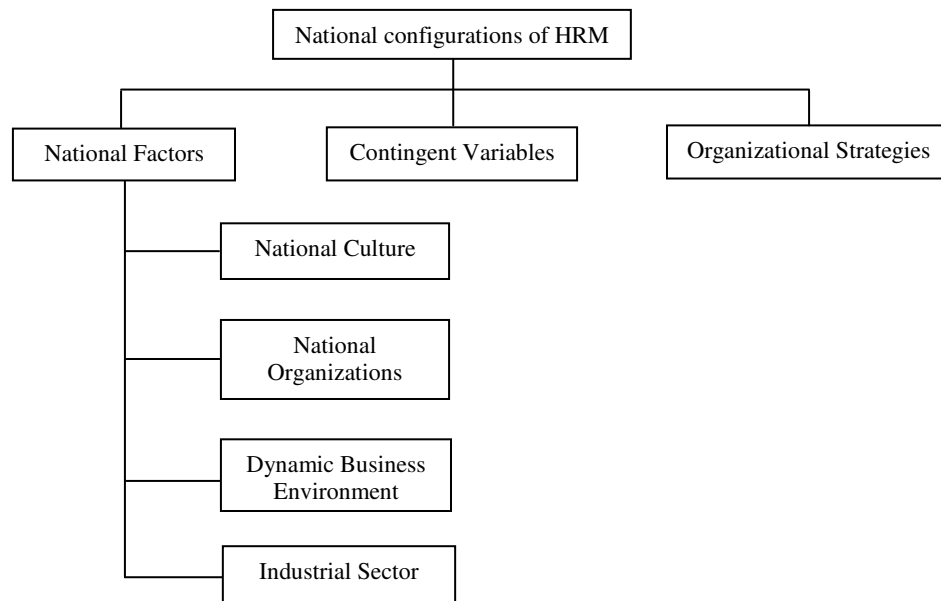 National configurations of HRM
National Factors
Contingent Variables
Organizational Strategies
National Culture
National
Organizations
Dynamic Business
Environment
Industrial Sector